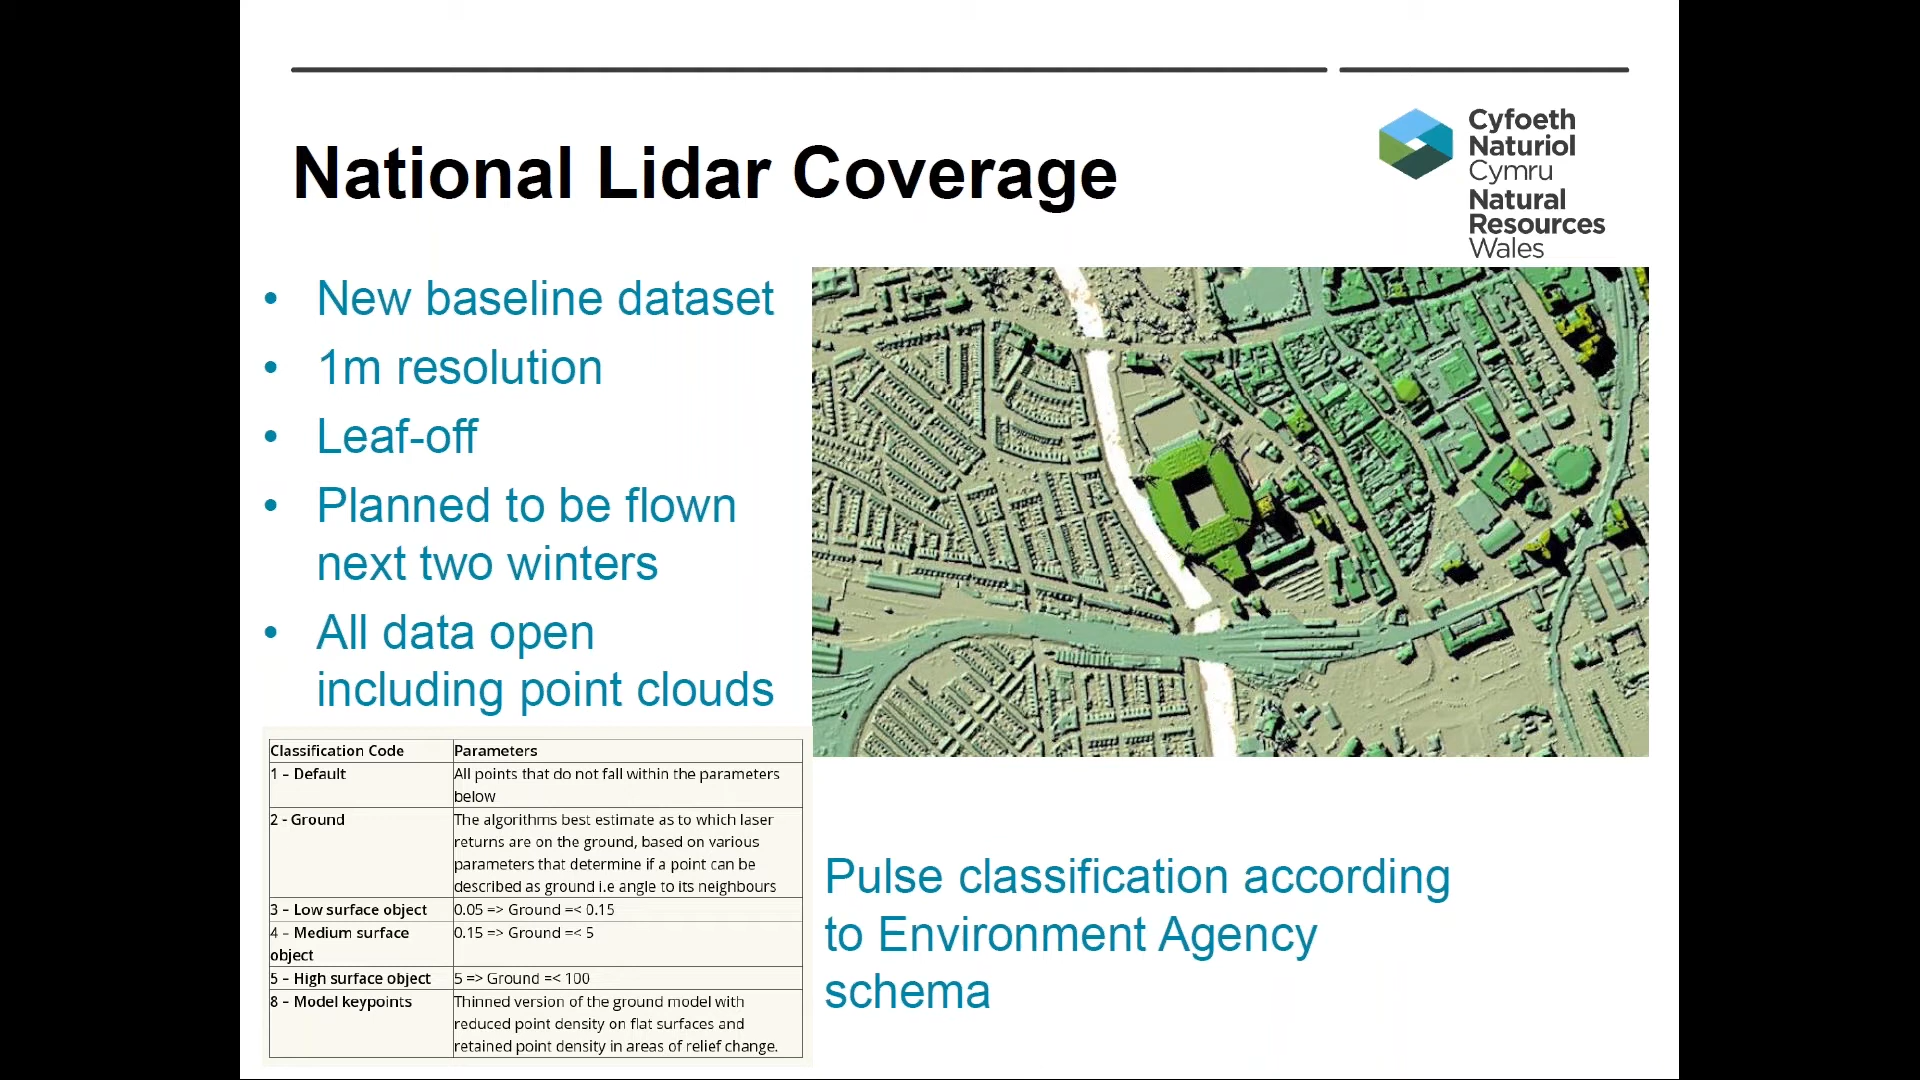 National Lidar Coverage
Cyfoeth
Naturiol
Cymru
Natural
Resources
Wales
• New baseline dataset
• 1m resolution
• Leaf-off
• Planned to be flown
next two winters
• All data open
including point clouds
Classification Code Parameters
1 – Default All points that do not fall within the parameters
below
2 - Ground The algorithms best estimate as to which laser
returns are on the ground, based on various
parameters that determine if a point can be
described as ground i.e angle to its neighbours
3 – Low surface object 0.05 => Ground =< 0.15
4 – Medium surface 0.15 => Ground =< 5
object
5 – High surface object 5 => Ground =< 100
8 – Model keypoints Thinned version of the ground model with
reduced point density on flat surfaces and
retained point density in areas of relief change.
Pulse classification according
to Environment Agency
schema